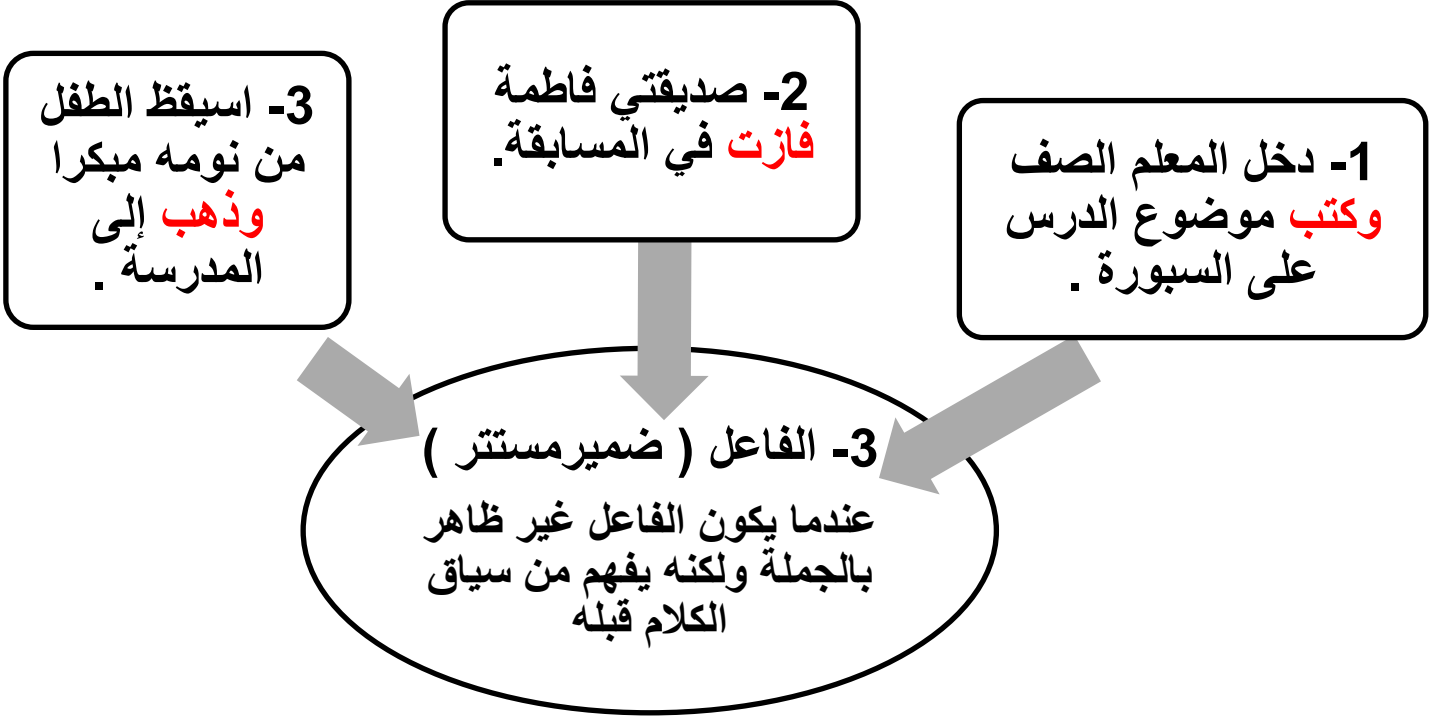 1- دخل المعلم الصف
وكتب موضوع الدرس
على السبورة .
2- صديقتي فاطمة
فازت في المسابقة.
3- اسيقظ الطفل
من نومه مبكرا
وذهب إلى
المدرسة .
3- الفاعل ( ضميرمستتر )
عندما يكون الفاعل غير ظاهر
بالجملة ولكنه يفهم من سياق
الكلام قبله